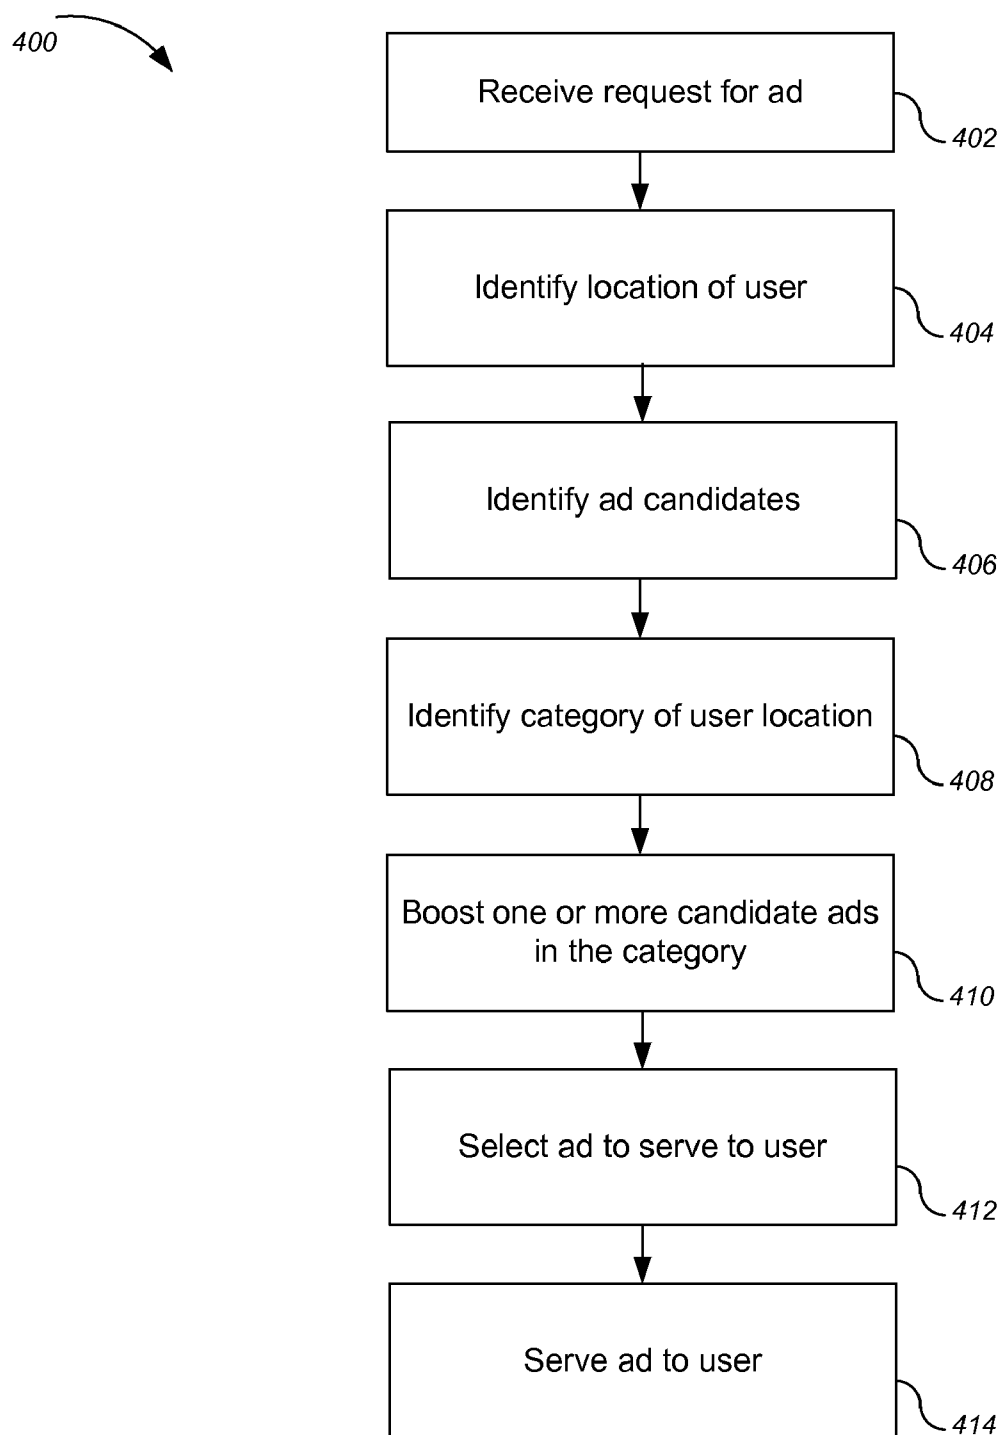 400
Receive request for ad
402
Identify location of user
404
Identify ad candidates
406
Identify category of user location
408
Boost one or more candidate ads
in the category
410
Select ad to serve to user
412
Serve ad to user
414